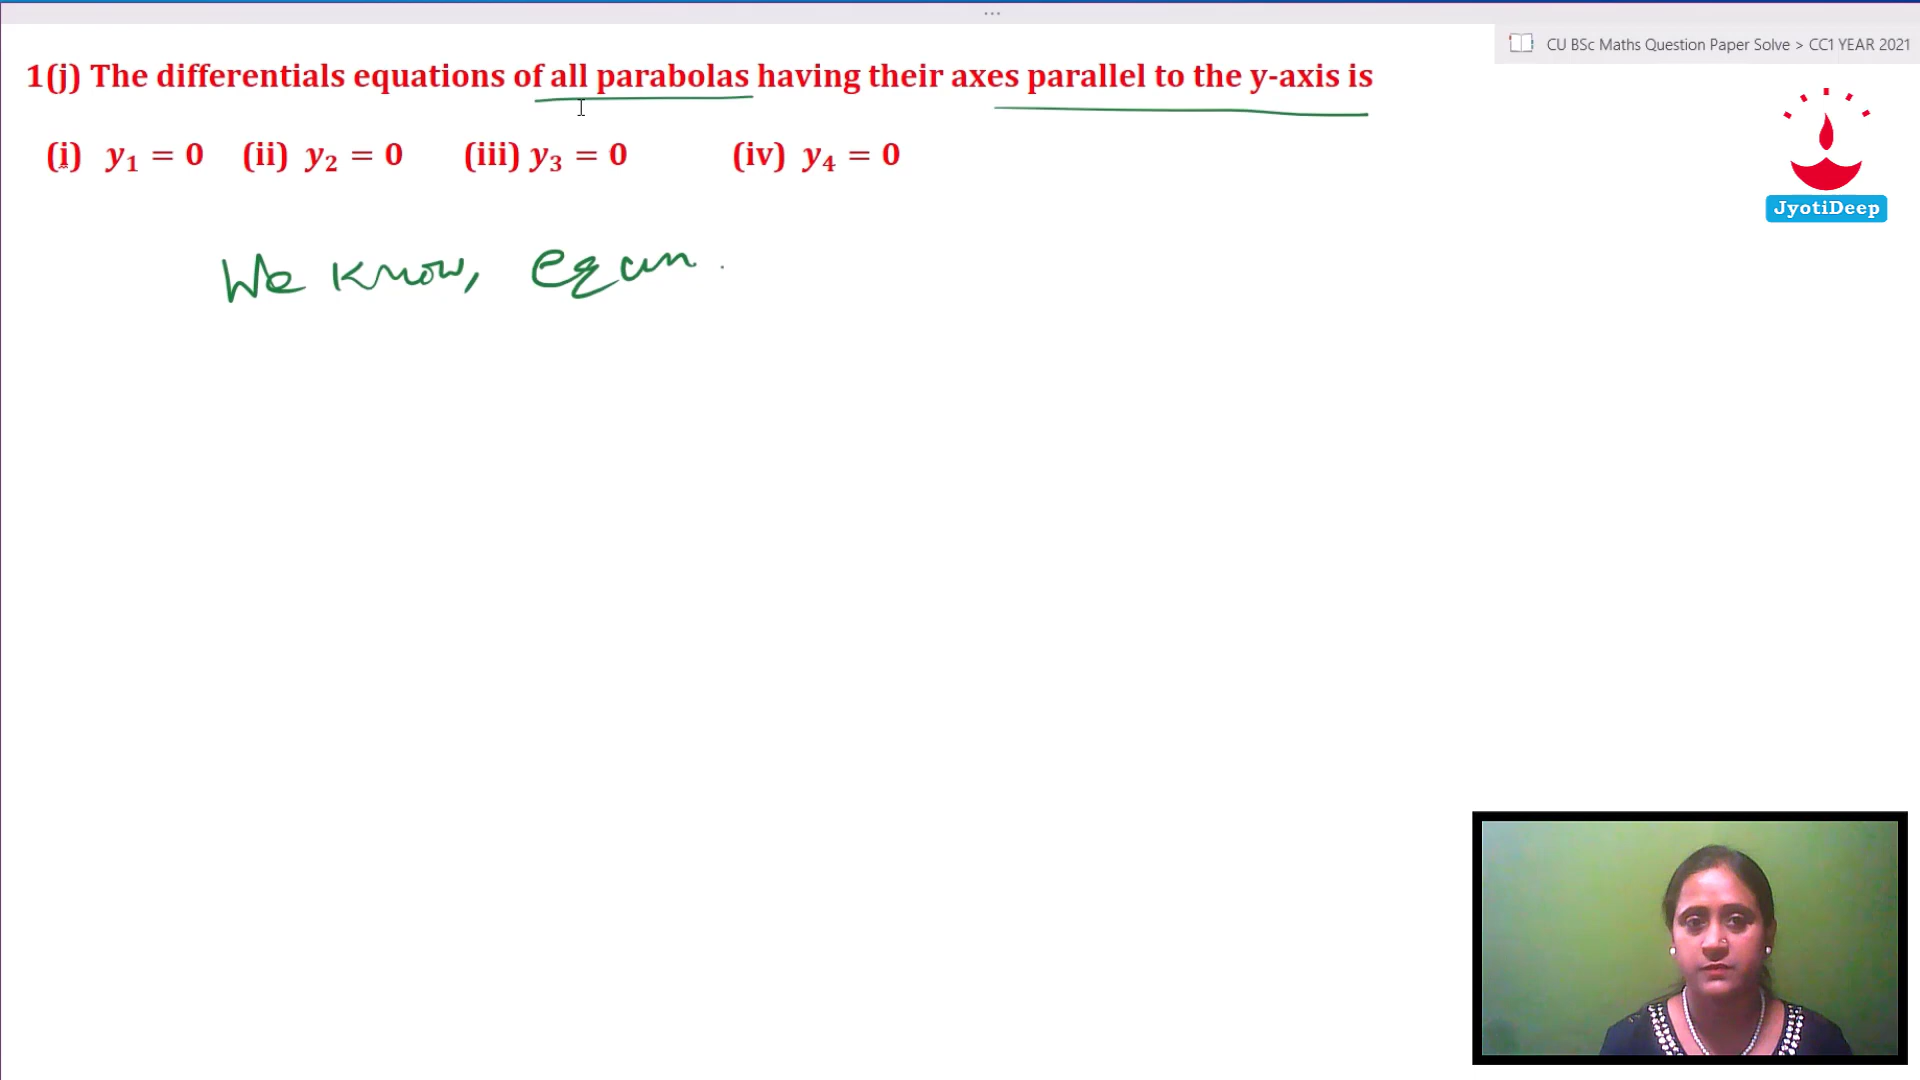 ...
CU BSc Maths Question Paper Solve > CC1 YEAR 2021
1(j) The differentials equations of all parabolas having their axes parallel to the y-axis is
(i) y₁ = 0 (ii) y₂ = 0 (iii) y₃ = 0 (iv) y₄ = 0
JyotiDeep
We know, equn